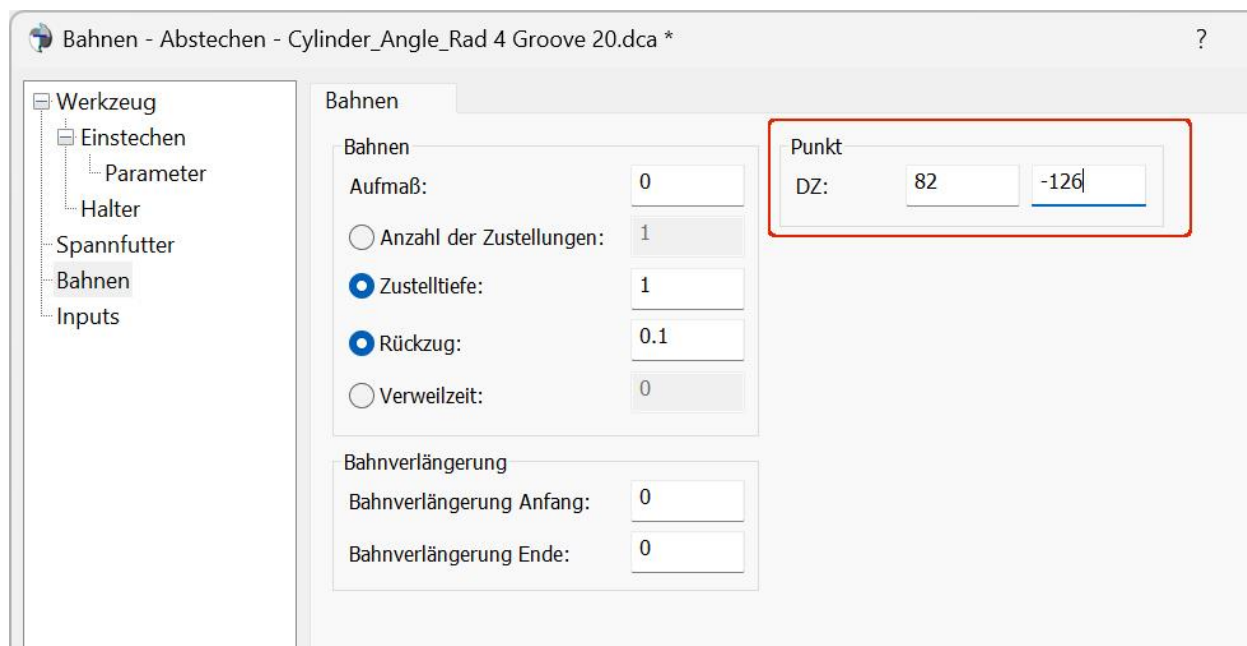 Bahnen - Abstechen - Cylinder_Angle_Rad 4 Groove 20.dca * ?
Werkzeug
Einstechen
Parameter
Halter
Spannfutter
Bahnen
Inputs
Bahnen
Bahnen
Aufmaß: 0
Anzahl der Zustellungen: 1
Zustelltiefe: 1
Rückzug: 0.1
Verweilzeit: 0
Bahnverlängerung
Bahnverlängerung Anfang: 0
Bahnverlängerung Ende: 0
Punkt
DZ: 82 -126